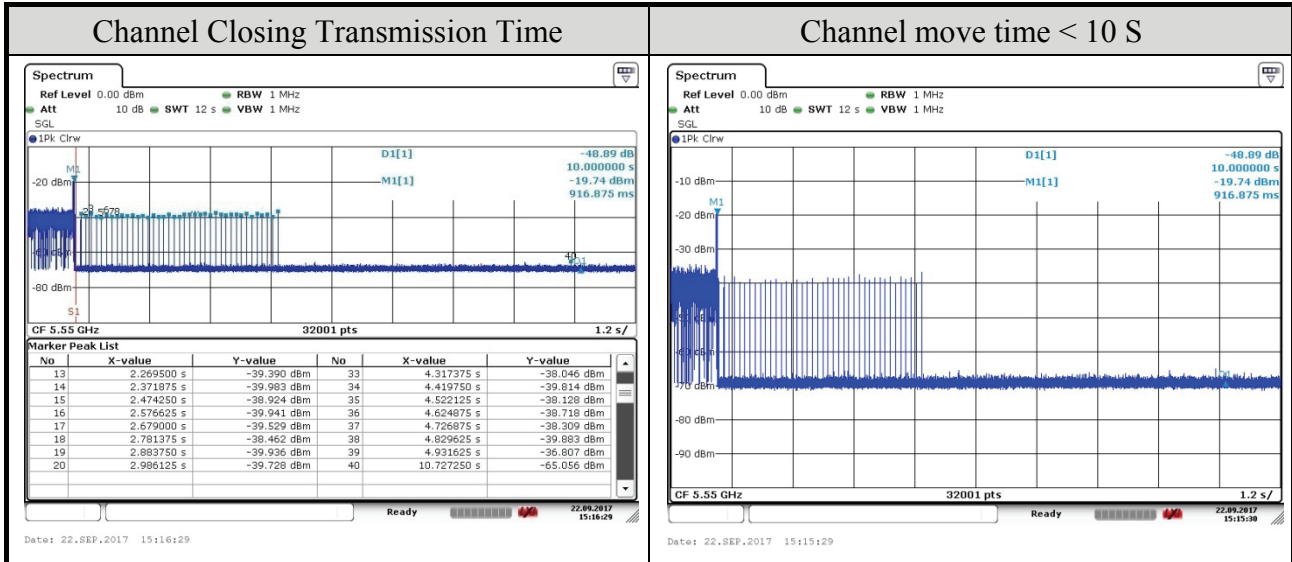 Channel Closing Transmission Time
Channel move time < 10 S
Spectrum
Ref Level 0.00 dBm RBW 1 MHz
Att 10 dB SWT 12 s VBW 1 MHz
SGL
1Pk Clrw
D1[1] -48.89 dB
10.000000 s
M1[1] -19.74 dBm
916.875 ms
M1
-20 dBm
-80 dBm
S1
CF 5.55 GHz 32001 pts 1.2 s/
Marker Peak List
No X-value Y-value No X-value Y-value
13 2.269500 s -39.390 dBm 33 4.317375 s -38.046 dBm
14 2.371875 s -39.983 dBm 34 4.419750 s -39.814 dBm
15 2.474250 s -38.924 dBm 35 4.522125 s -38.128 dBm
16 2.576625 s -39.941 dBm 36 4.624875 s -38.718 dBm
17 2.679000 s -39.529 dBm 37 4.726875 s -38.309 dBm
18 2.781375 s -38.462 dBm 38 4.829625 s -39.883 dBm
19 2.883750 s -39.936 dBm 39 4.931625 s -36.807 dBm
20 2.986125 s -39.728 dBm 40 10.727250 s -65.056 dBm
Ready 22.09.2017
15:16:29
Date: 22.SEP.2017 15:16:29
Spectrum
Ref Level 0.00 dBm RBW 1 MHz
Att 10 dB SWT 12 s VBW 1 MHz
SGL
1Pk Clrw
D1[1] -48.89 dB
10.000000 s
-10 dBm M1[1] -19.74 dBm
916.875 ms
M1
-20 dBm
-30 dBm
-70 dBm
-80 dBm
-90 dBm
CF 5.55 GHz 32001 pts 1.2 s/
Ready 22.09.2017
15:15:30
Date: 22.SEP.2017 15:15:29